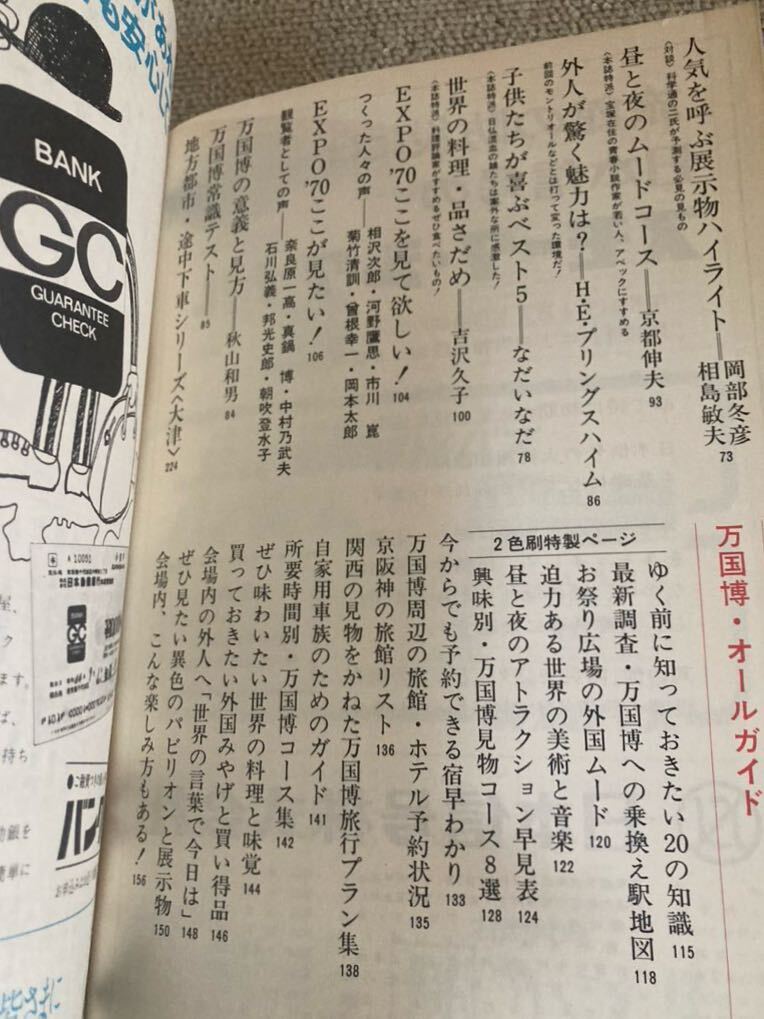 人気を呼ぶ展示物ハイライト――岡部冬彦
相島敏夫 73
〈対談〉科学通の二氏が予測する必見の見もの
昼と夜のムードコース――京都伸夫 93
〈本誌特派〉宝塚在住の青春小説作家が若い人、アベックにすすめる
外人が驚く魅力は?――H・E・プリングスハイム 86
前回のモントリオールなどとは打って変った環境だ!
子供たちが喜ぶベスト5――なだいなだ 78
〈本誌特派〉日仏混血の娘たちは案外な所に感激した!
世界の料理・品さだめ――吉沢久子 100
〈本誌特派〉料理評論家がすすめるぜひ食べたいもの!
EXPO'70ここを見て欲しい! 104
つくった人々の声――相沢次郎・河野鷹思・市川 崑
菊竹清訓・曾根幸一・岡本太郎
EXPO'70ここが見たい! 106
観覧者としての声――奈良原一高・真鍋 博・中村乃武夫
石川弘義・邦光史郎・朝吹登水子
万国博の意義と見方――秋山和男 84
万国博常識テスト――85
地方都市・途中下車シリーズ〈大津〉 224
万国博・オールガイド
ゆく前に知っておきたい20の知識 115
最新調査・万国博への乗換え駅地図 118
お祭り広場の外国ムード 120
迫力ある世界の美術と音楽 122
昼と夜のアトラクション早見表 124
興味別・万国博見物コース8選 128
2色刷特製ページ
今からでも予約できる宿早わかり 133
万国博周辺の旅館・ホテル予約状況 135
京阪神の旅館リスト 136
関西の見物をかねた万国博旅行プラン集 138
自家用車族のためのガイド 141
所要時間別・万国博コース集 142
ぜひ味わいたい世界の料理と味覚 144
買っておきたい外国みやげと買い得品 146
会場内の外人へ「世界の言葉で今日は」 148
ぜひ見たい異色のパビリオンと展示物 150
会場内、こんな楽しみ方もある! 156
BANK
GC
GUARANTEE
CHECK